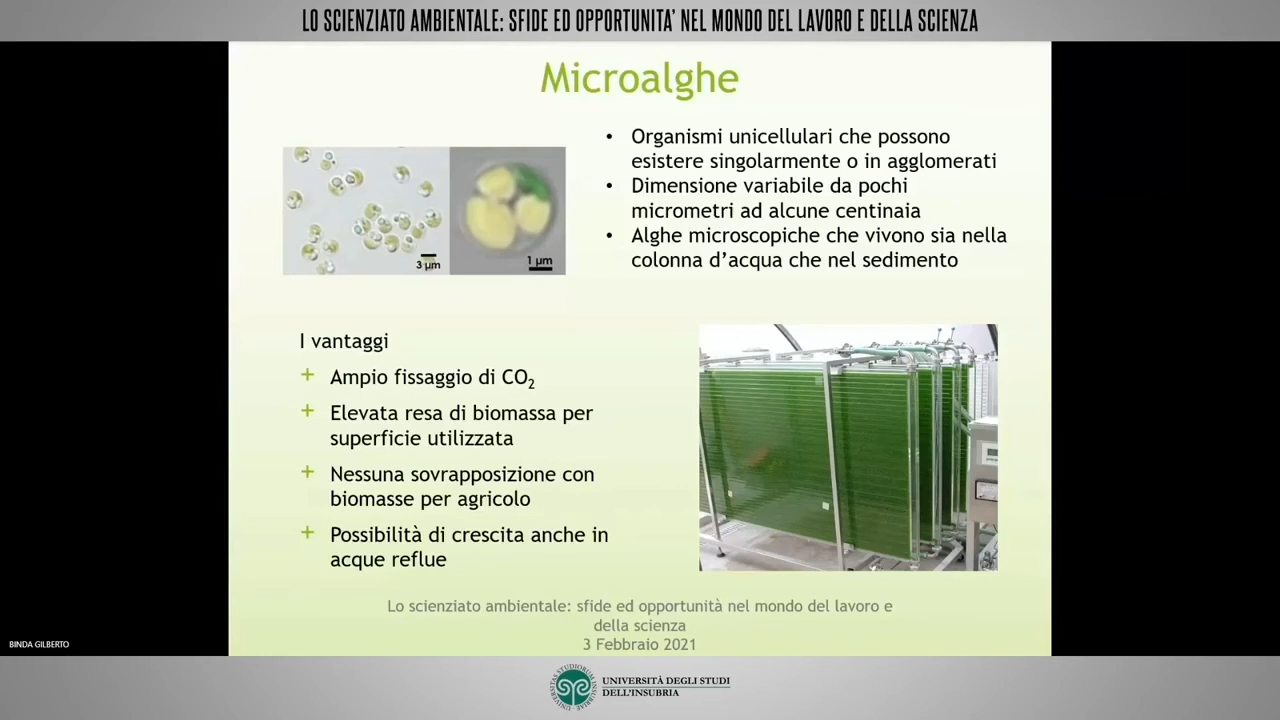 LO SCIENZIATO AMBIENTALE: SFIDE ED OPPORTUNITA' NEL MONDO DEL LAVORO E DELLA SCIENZA
Microalghe
• Organismi unicellulari che possono
esistere singolarmente o in agglomerati
• Dimensione variabile da pochi
micrometri ad alcune centinaia
• Alghe microscopiche che vivono sia nella
colonna d'acqua che nel sedimento
3 µm
1 µm
I vantaggi
+ Ampio fissaggio di CO₂
+ Elevata resa di biomassa per
superficie utilizzata
+ Nessuna sovrapposizione con
biomasse per agricolo
+ Possibilità di crescita anche in
acque reflue
Lo scienziato ambientale: sfide ed opportunità nel mondo del lavoro e
della scienza
3 Febbraio 2021
BINDA GILBERTO
UNIVERSITÀ DEGLI STUDI
DELL'INSUBRIA